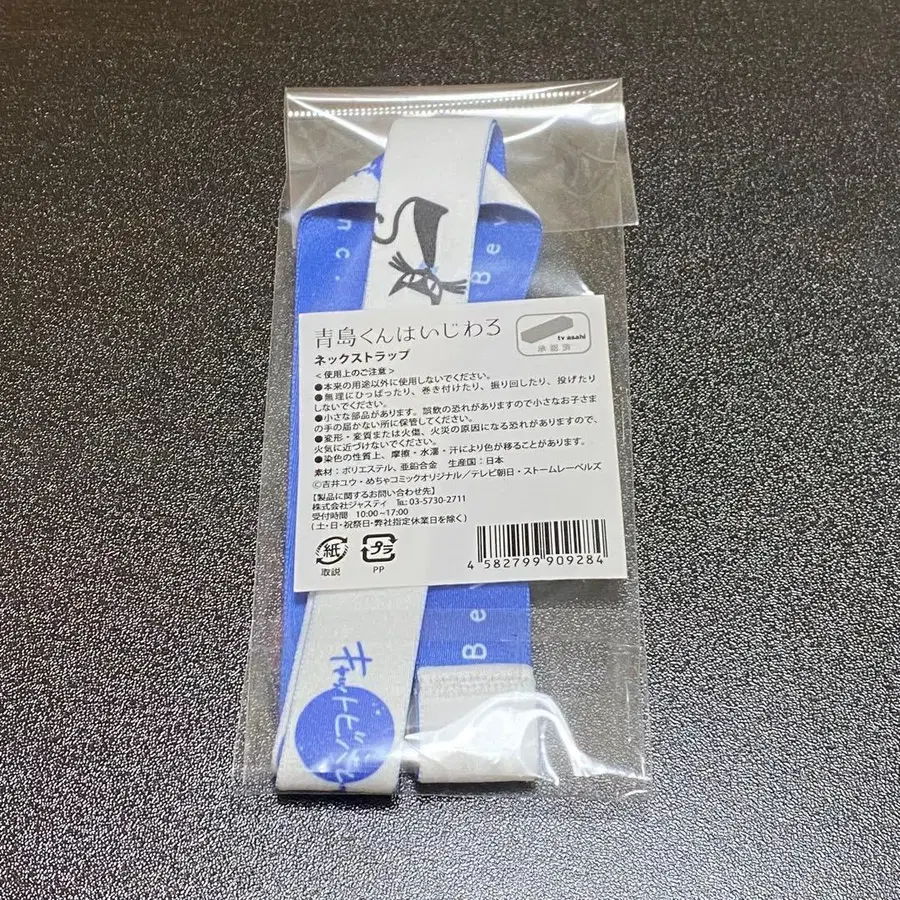 Bev
uc.
青島くんはいじわる
ネックストラップ
tv asahi
承認済
<使用上のご注意>
●本来の用途以外に使用しないでください。
●無理にひっぱったり、巻き付けたり、振り回したり、投げたり
しないでください。
●小さな部品があります。誤飲の恐れがありますので小さなお子さま
の手の届かない所に保管してください。
●変形・変質または火傷、火災の原因になる恐れがありますので、
火気に近づけないでください。
●染色の性質上、摩擦・水濡・汗により色が移ることがあります。
素材：ポリエステル、亜鉛合金 生産国：日本
©吉井ユウ・めちゃコミックオリジナル／テレビ朝日・ストームレーベルズ
【製品に関するお問い合わせ先】
株式会社ジャスティ TEL: 03-5730-2711
受付時間 10:00~17:00
(土・日・祝祭日・弊社指定休業日を除く)
紙
取説
プラ
PP
4 582799 909284
Be
キャットビバ